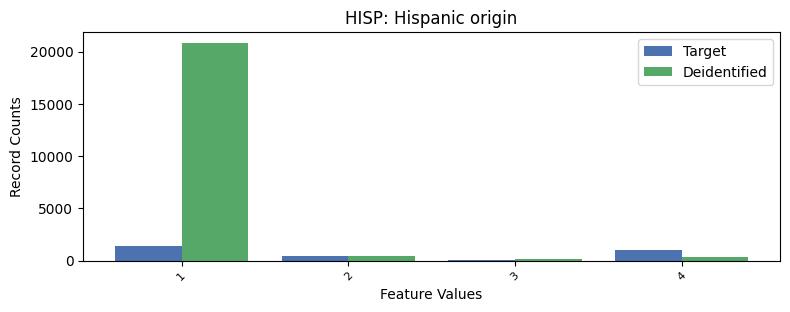 HISP: Hispanic origin
Target
Deidentified
Record Counts
20000
15000
10000
5000
0
1
2
3
4
Feature Values